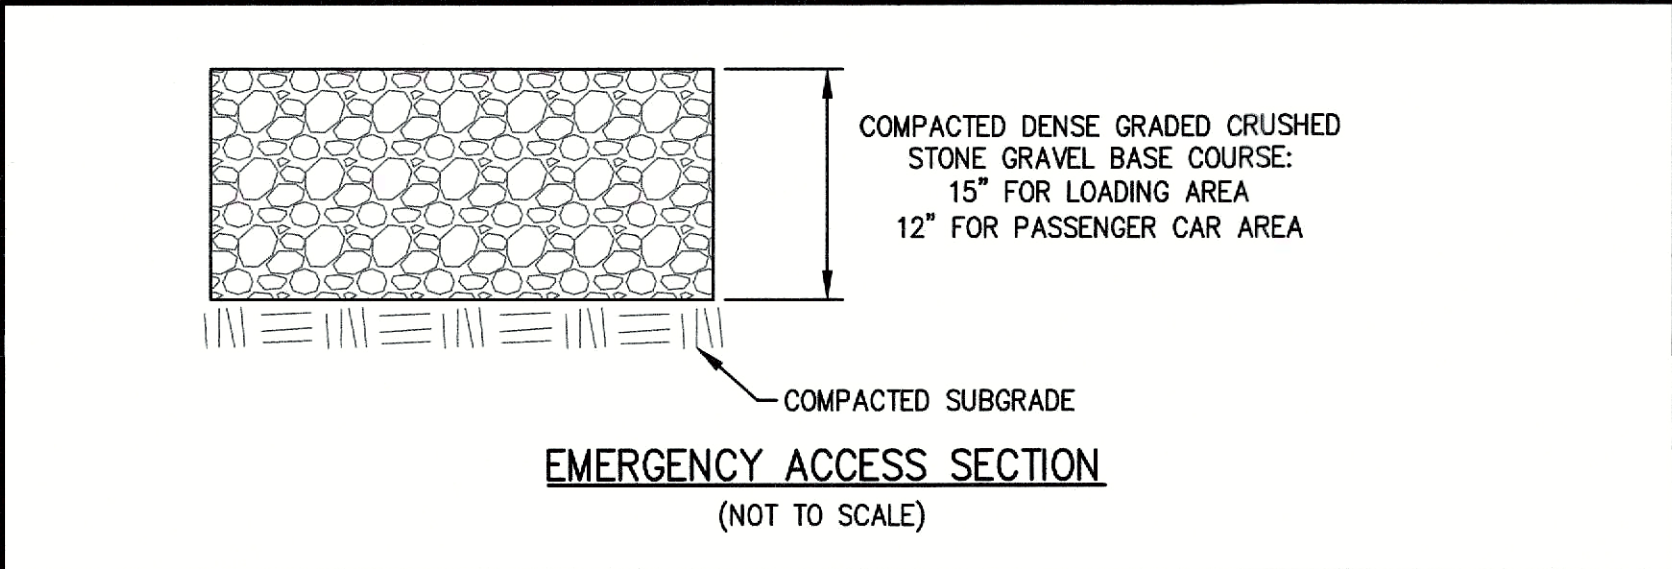 COMPACTED DENSE GRADED CRUSHED
STONE GRAVEL BASE COURSE:
15" FOR LOADING AREA
12" FOR PASSENGER CAR AREA
COMPACTED SUBGRADE
EMERGENCY ACCESS SECTION
(NOT TO SCALE)